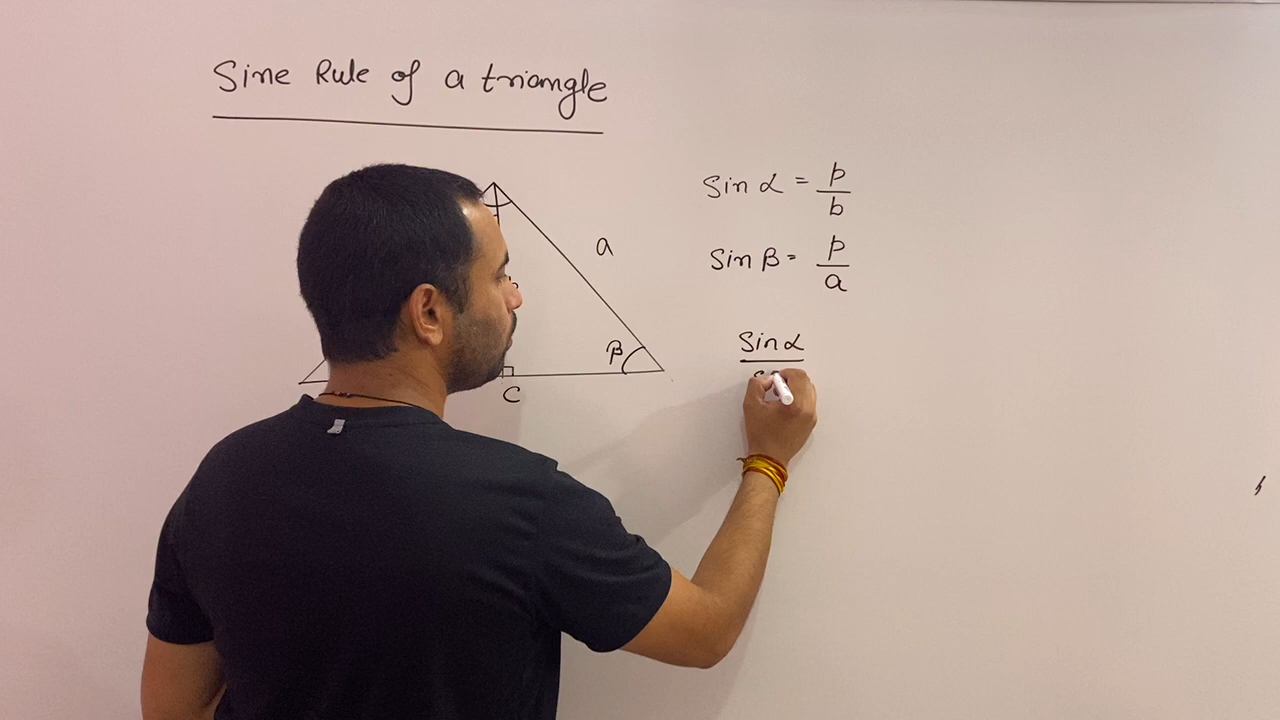 Sine Rule of a triangle
Sin α = p/b
a
Sin β = p/a
Sin α
β
C